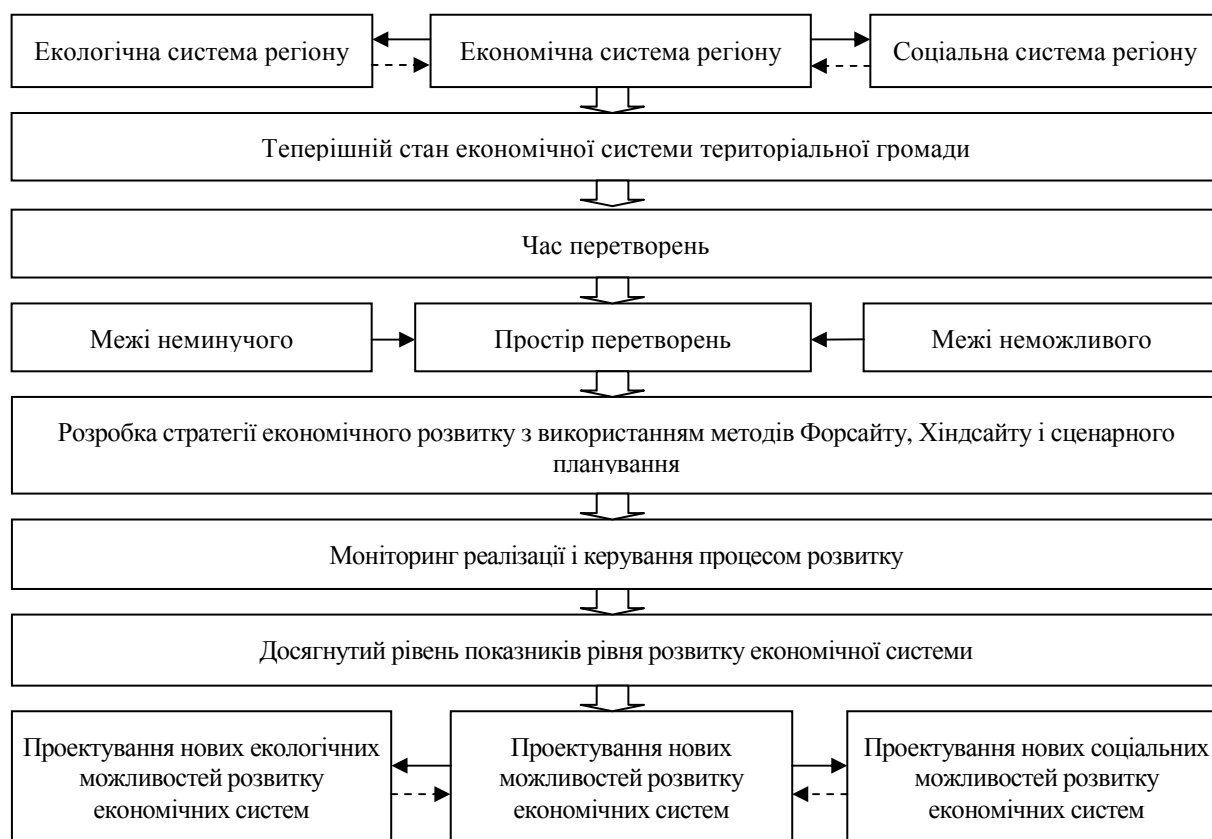 Екологічна система регіону
Економічна система регіону
Соціальна система регіону
Теперішній стан економічної системи територіальної громади
Час перетворень
Межі неминучого
Простір перетворень
Межі неможливого
Розробка стратегії економічного розвитку з використанням методів Форсайту, Хіндсайту і сценарного
планування
Моніторинг реалізації і керування процесом розвитку
Досягнутий рівень показників рівня розвитку економічної системи
Проектування нових екологічних
можливостей розвитку
економічних систем
Проектування нових
можливостей розвитку
економічних систем
Проектування нових соціальних
можливостей розвитку
економічних систем